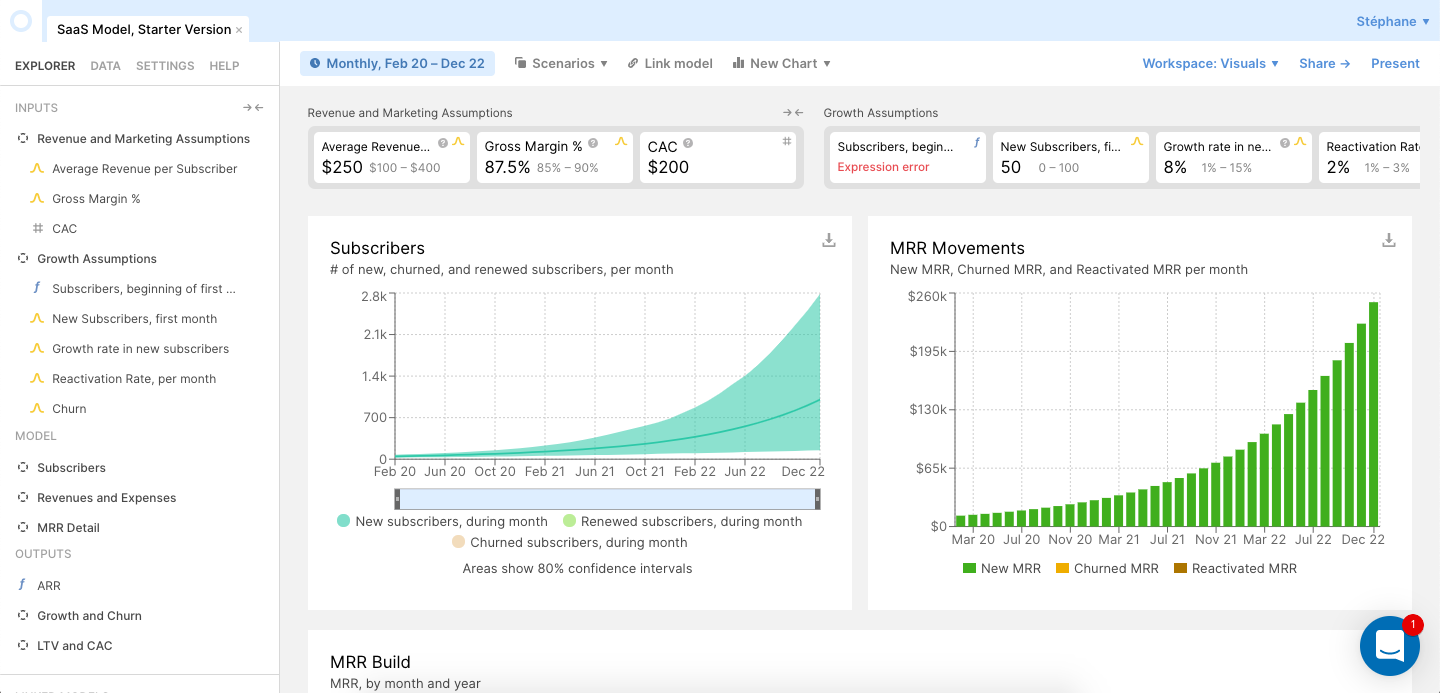 SaaS Model, Starter Version ×
Stéphane ▼
EXPLORER DATA SETTINGS HELP
Monthly, Feb 20 – Dec 22 Scenarios ▼ Link model New Chart ▼ Workspace: Visuals ▼ Share → Present
INPUTS
Revenue and Marketing Assumptions
Average Revenue per Subscriber
Gross Margin %
CAC
Growth Assumptions
Subscribers, beginning of first ...
New Subscribers, first month
Growth rate in new subscribers
Reactivation Rate, per month
Churn
MODEL
Subscribers
Revenues and Expenses
MRR Detail
OUTPUTS
ARR
Growth and Churn
LTV and CAC
Revenue and Marketing Assumptions
Average Revenue...
$250 $100 – $400
Gross Margin %
87.5% 85% – 90%
CAC
$200
Growth Assumptions
Subscribers, begin...
Expression error
New Subscribers, fi...
50 0 – 100
Growth rate in ne...
8% 1% – 15%
Reactivation
2% 1% – 3%
Subscribers
# of new, churned, and renewed subscribers, per month
2.8k
2.1k
1.4k
700
0
Feb 20 Jun 20 Oct 20 Feb 21 Jun 21 Oct 21 Feb 22 Jun 22 Dec 22
New subscribers, during month Renewed subscribers, during month
Churned subscribers, during month
Areas show 80% confidence intervals
MRR Movements
New MRR, Churned MRR, and Reactivated MRR per month
$260k
$195k
$130k
$65k
$0
Mar 20 Jul 20 Nov 20 Mar 21 Jul 21 Nov 21 Mar 22 Jul 22 Dec 22
New MRR Churned MRR Reactivated MRR
MRR Build
MRR, by month and year
1